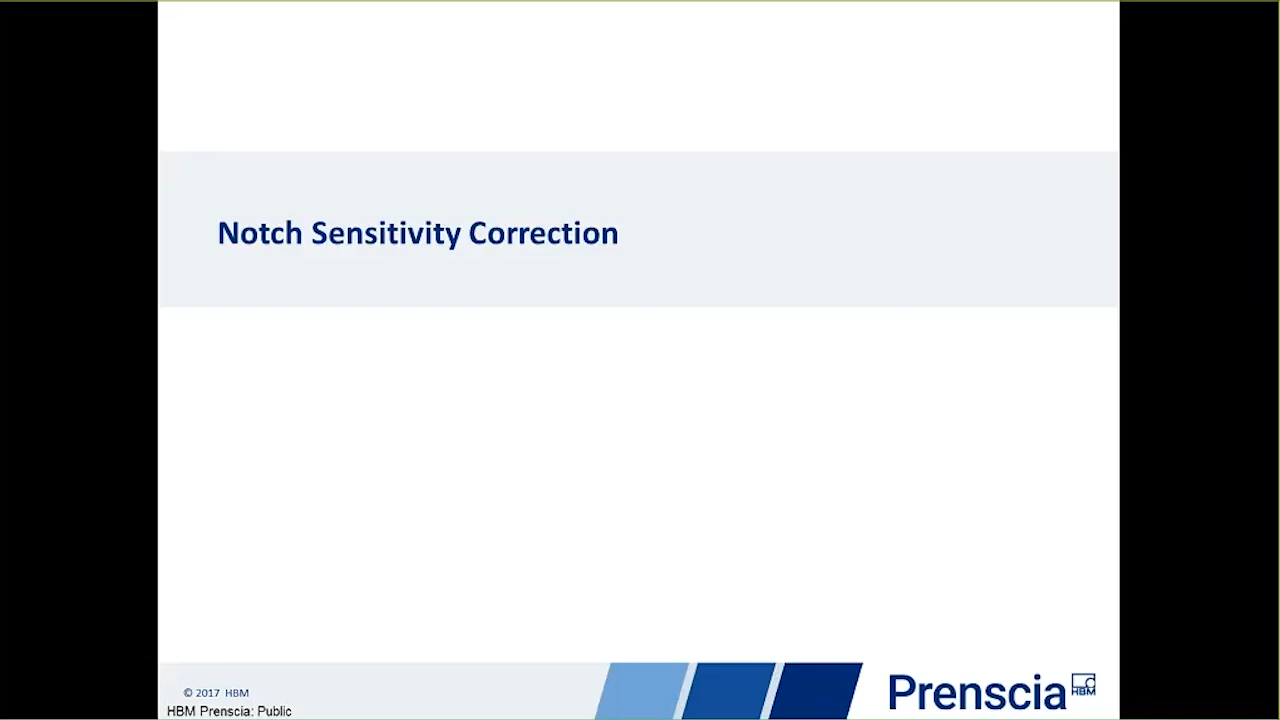 Notch Sensitivity Correction
© 2017 HBM
HBM Prenscia: Public
Prenscia
HBM